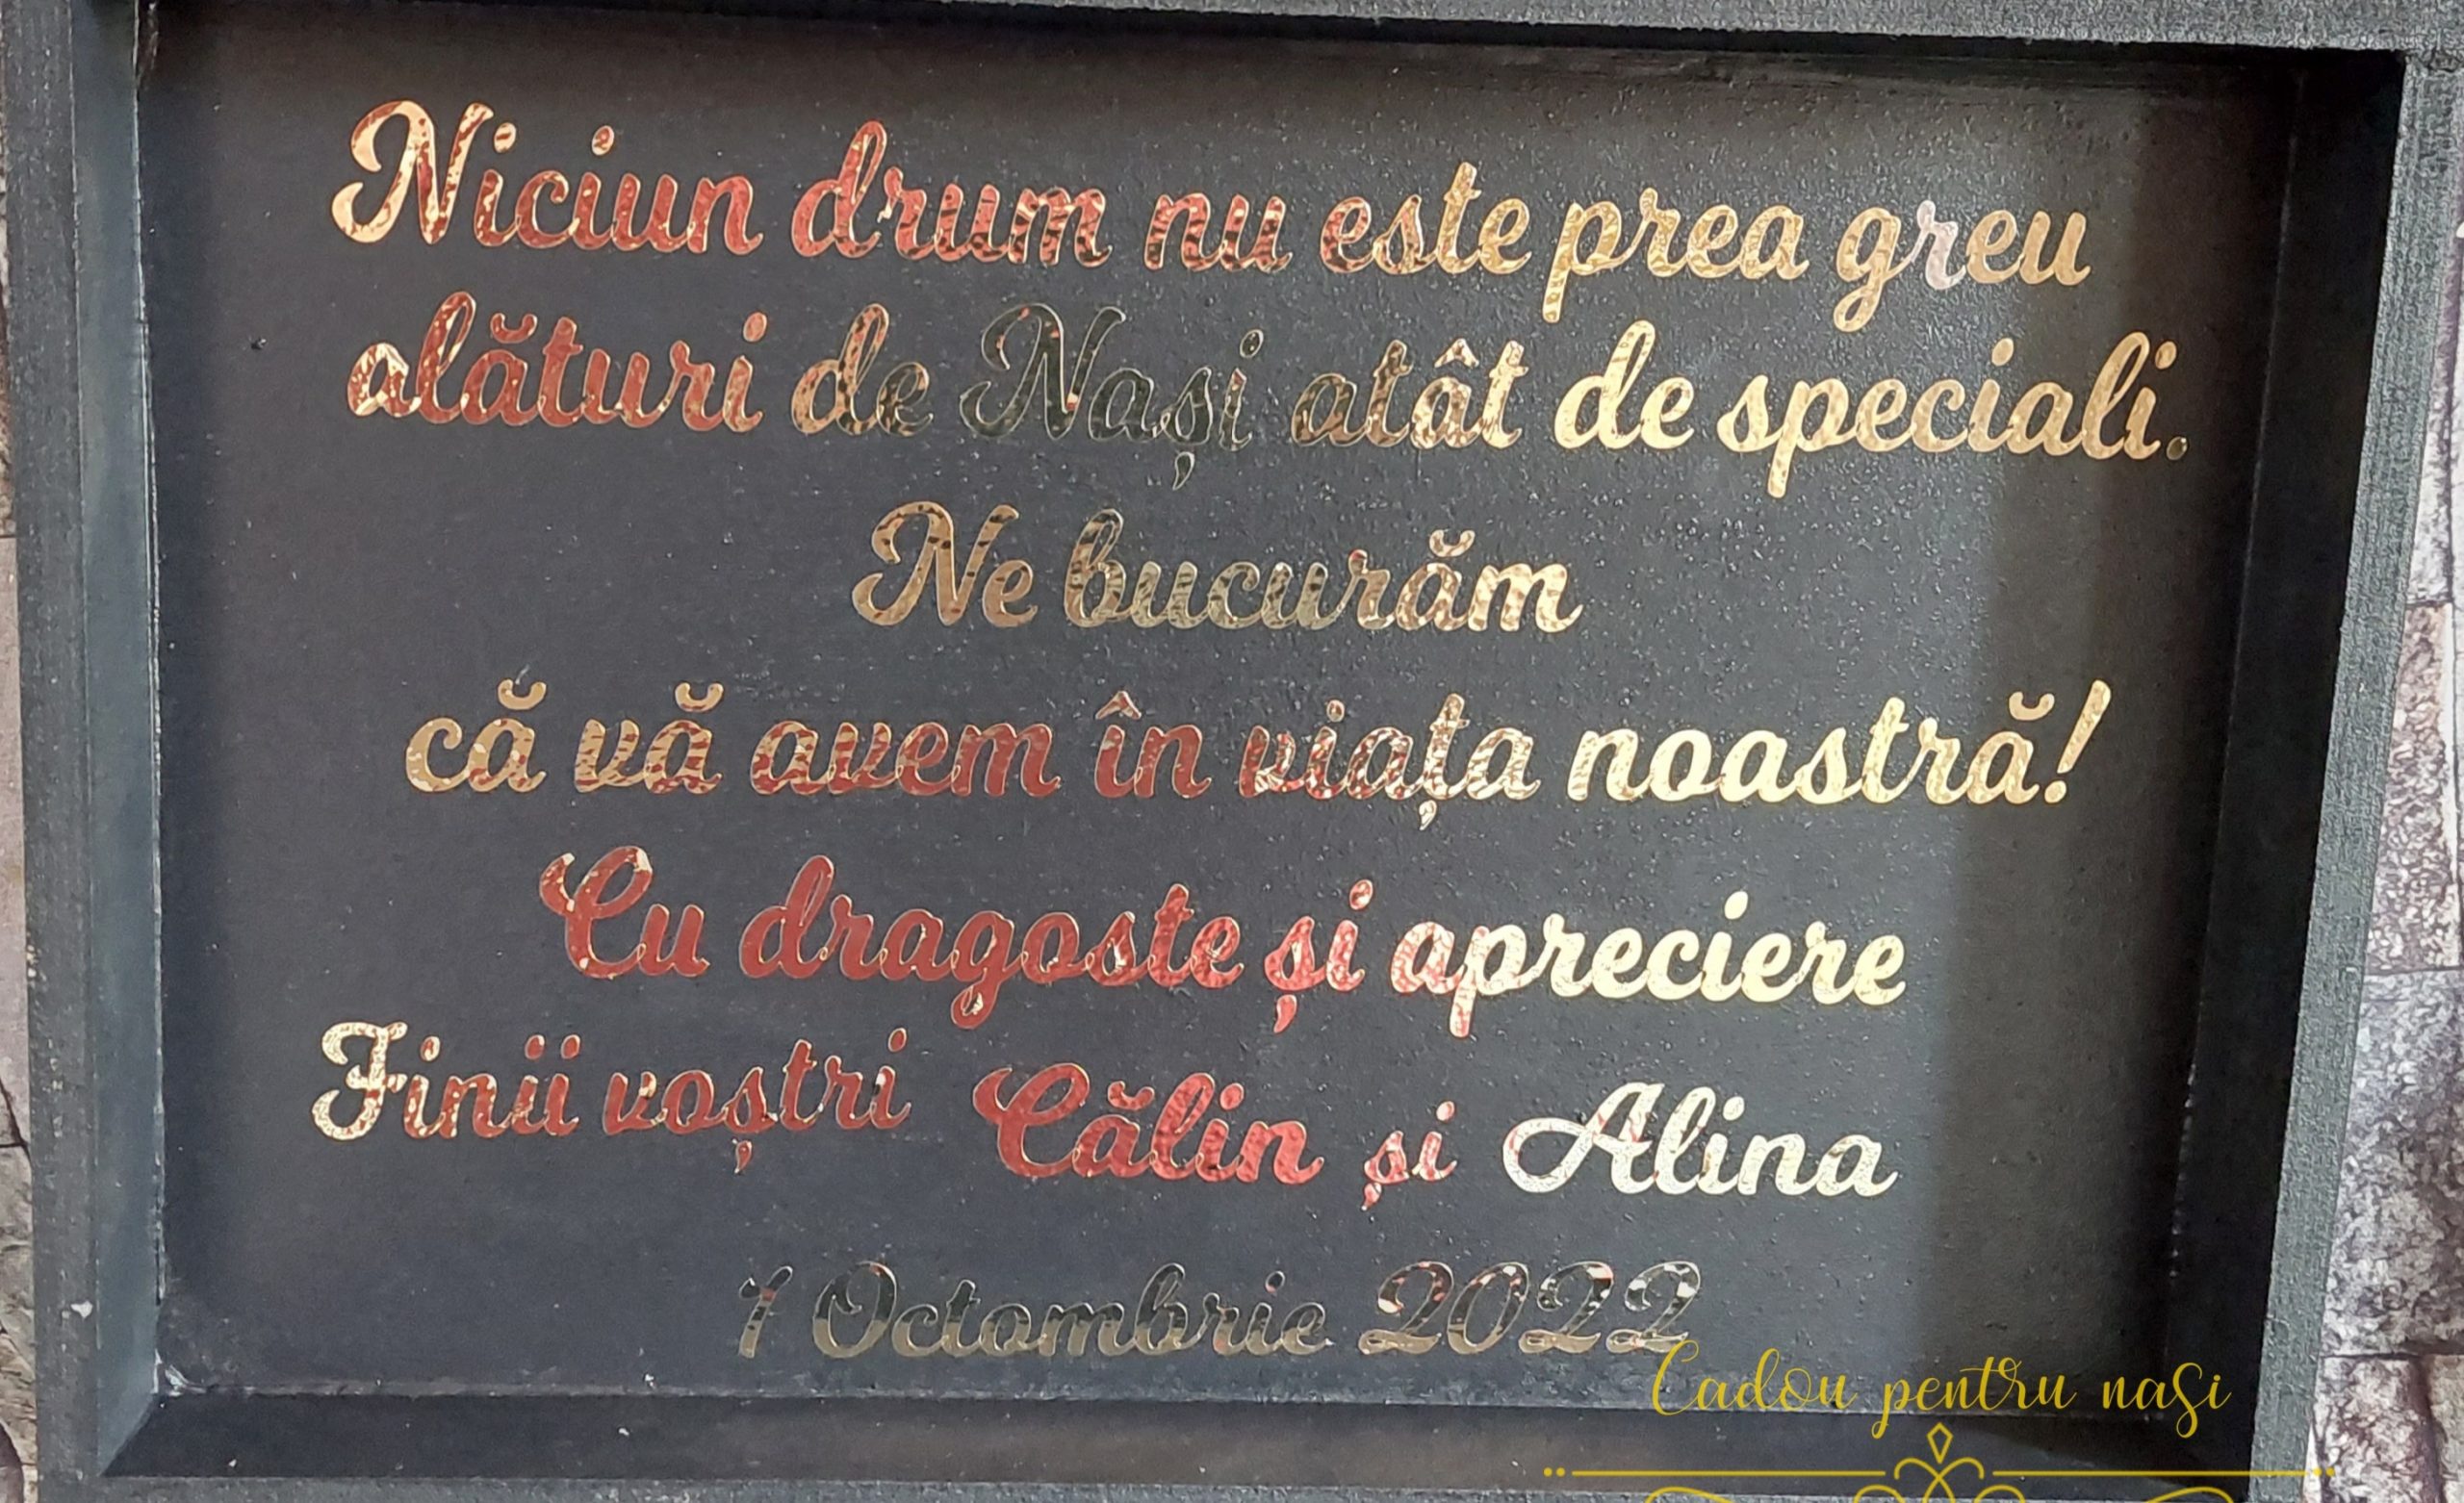 Niciun drum nu este prea greu
alături de Nași atât de speciali.
Ne bucurăm
că vă avem în viața noastră!
Cu dragoste și apreciere
Finii voștri Călin și Alina
1 Octombrie 2022
Cadou pentru nași